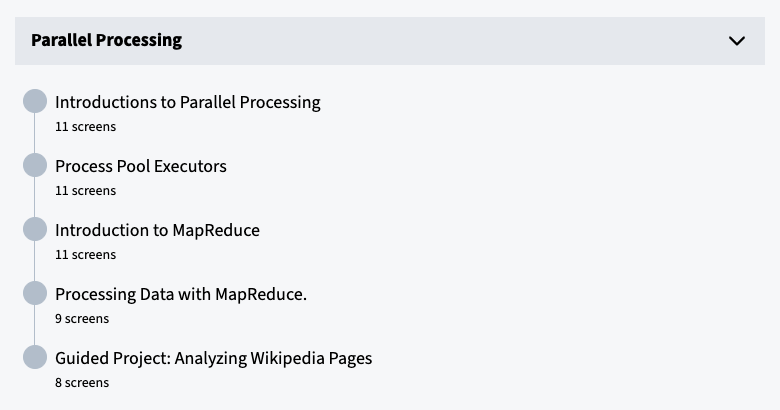 Parallel Processing
Introductions to Parallel Processing
11 screens
Process Pool Executors
11 screens
Introduction to MapReduce
11 screens
Processing Data with MapReduce.
9 screens
Guided Project: Analyzing Wikipedia Pages
8 screens